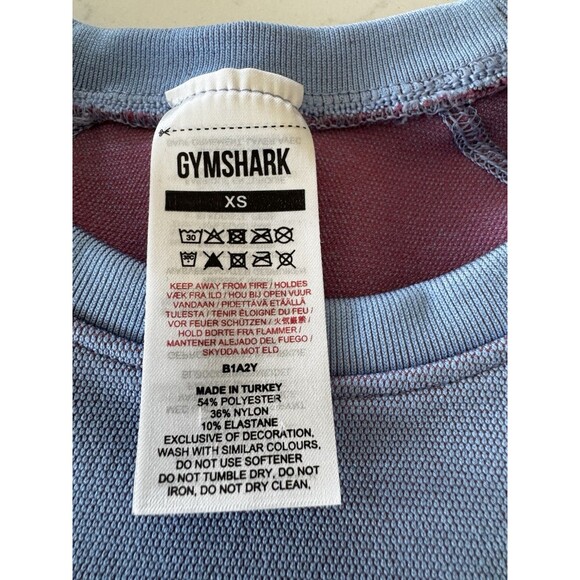 GYMSHARK
XS
30
30
KEEP AWAY FROM FIRE / HOLDES
VÆK FRA ILD / HOU BIJ OPEN VUUR
VANDAAN / PIDETTÄVÄ ETÄÄLLÄ
TULESTA / TENIR ÉLOIGNÉ DU FEU /
VOR FEUER SCHÜTZEN / 火気厳禁 /
HOLD BORTE FRA FLAMMER /
MANTENER ALEJADO DEL FUEGO /
SKYDDA MOT ELD
B1A2Y
MADE IN TURKEY
54% POLYESTER
36% NYLON
10% ELASTANE
EXCLUSIVE OF DECORATION,
WASH WITH SIMILAR COLOURS,
DO NOT USE SOFTENER
DO NOT TUMBLE DRY, DO NOT
IRON, DO NOT DRY CLEAN,